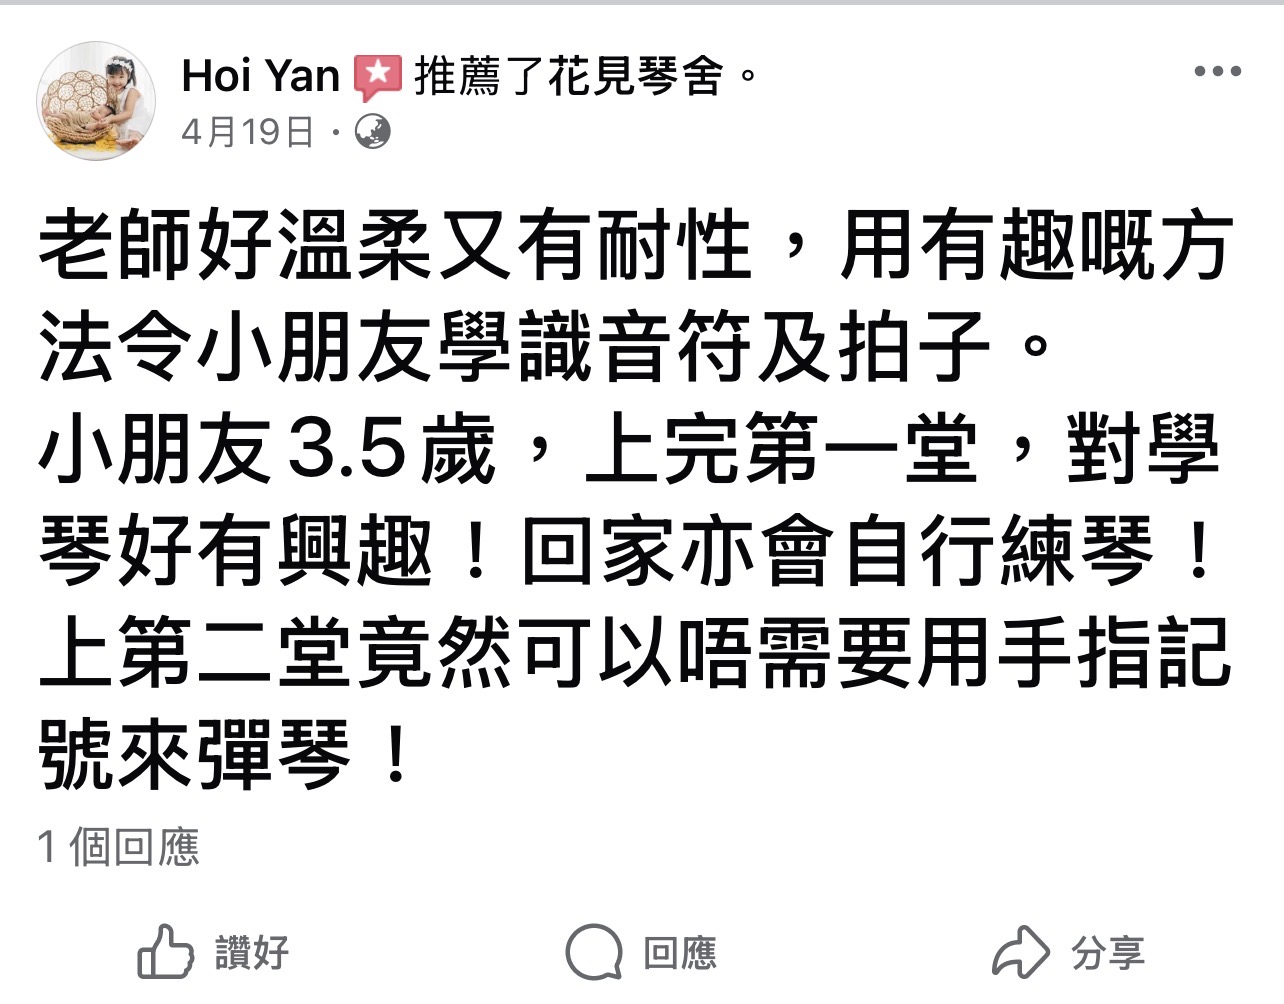 Hoi Yan 推薦了花見琴舍。
4月19日 ·
老師好溫柔又有耐性，用有趣嘅方
法令小朋友學識音符及拍子。
小朋友3.5歲，上完第一堂，對學
琴好有興趣！回家亦會自行練琴！
上第二堂竟然可以唔需要用手指記
號來彈琴！
1 個回應
讚好 回應 分享